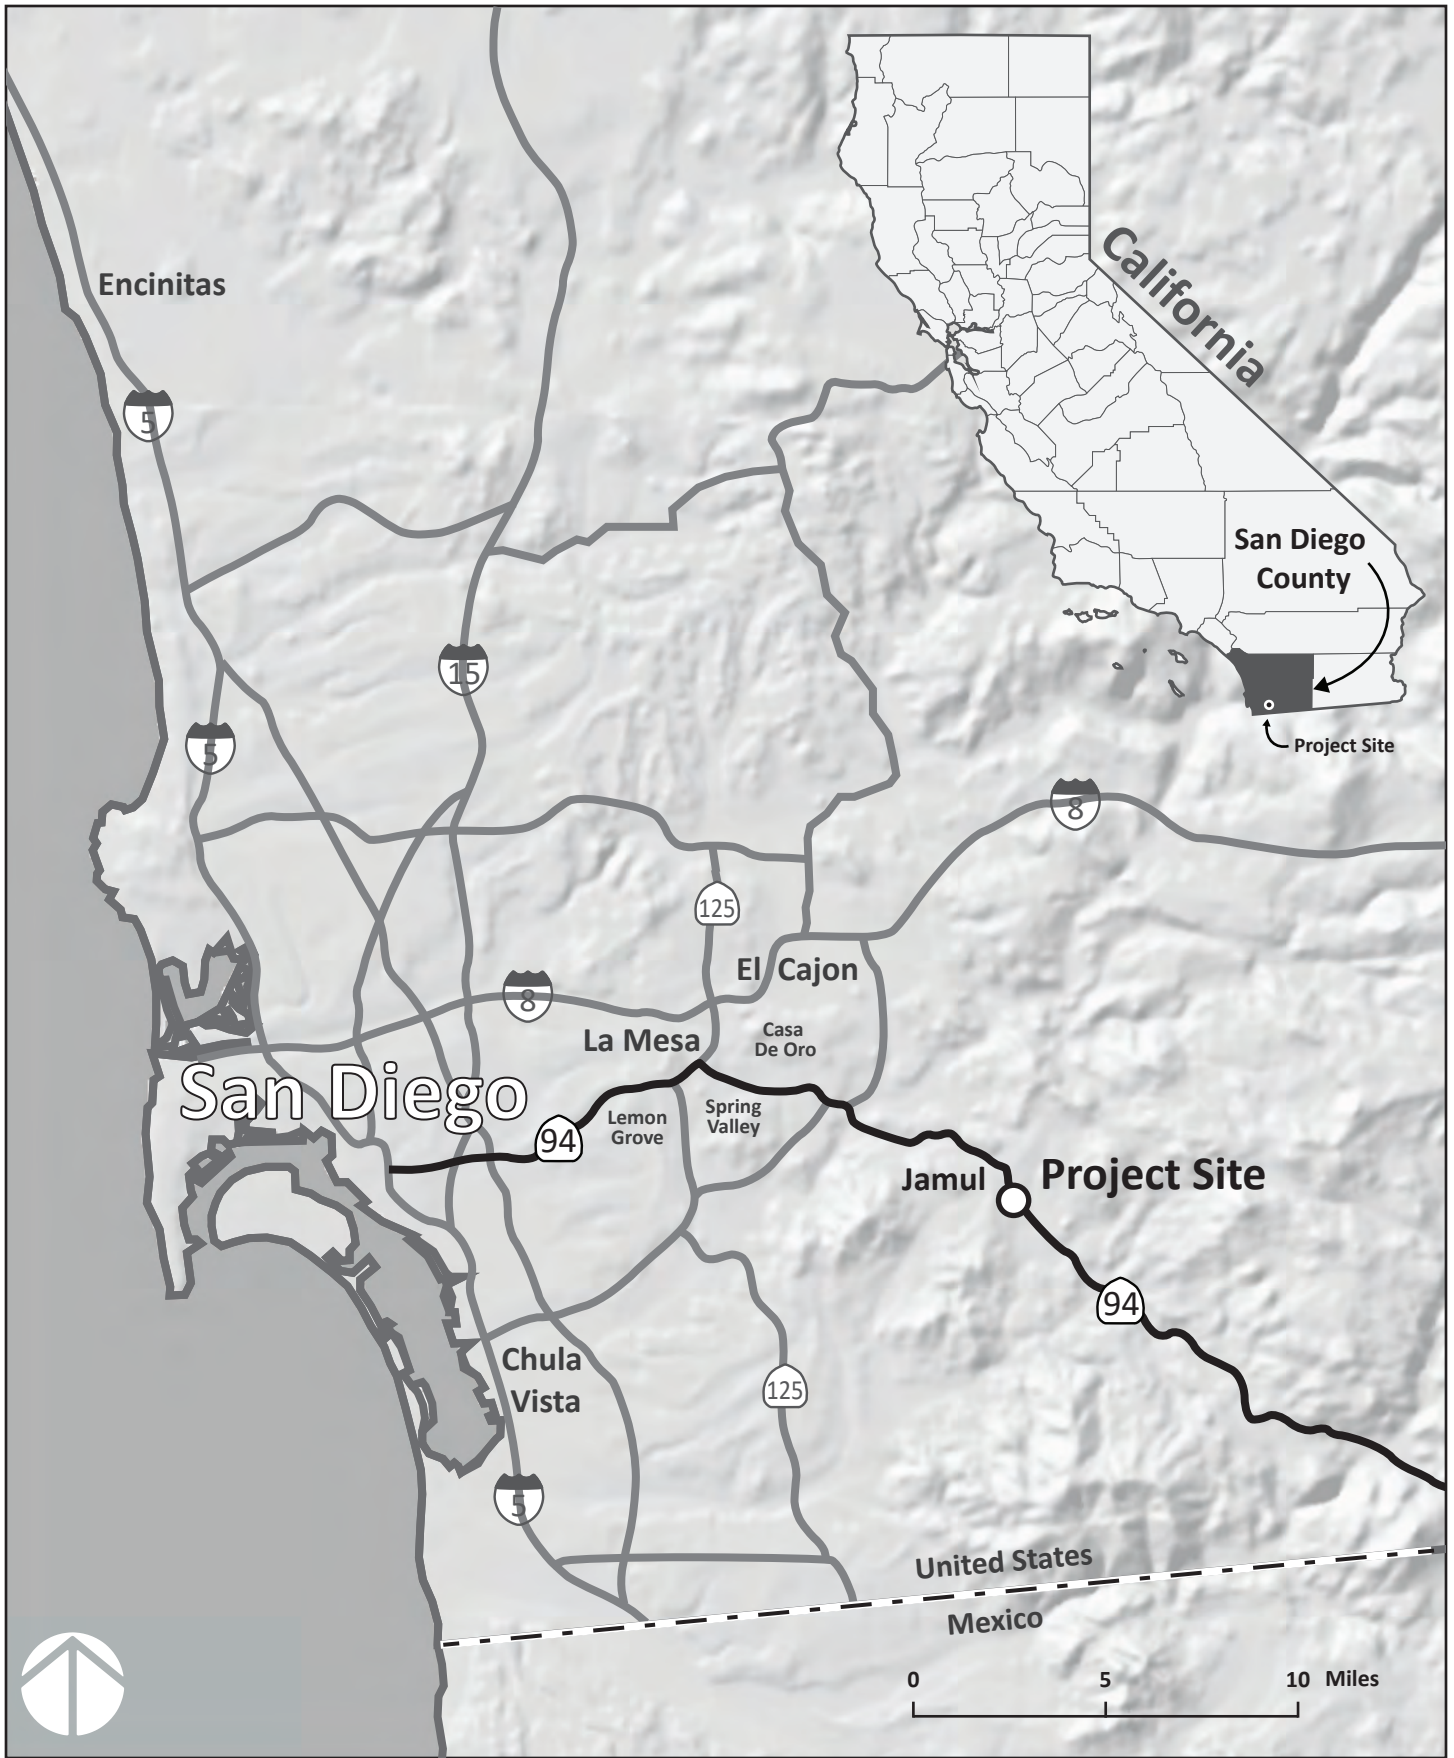 California
Encinitas
5
San Diego
County
15
5
Project Site
8
125
El Cajon
8
Casa
De Oro
La Mesa
San Diego
Spring
Valley
Lemon
Grove
94
Jamul
Project Site
94
Chula
Vista
125
5
United States
Mexico
0 5 10 Miles